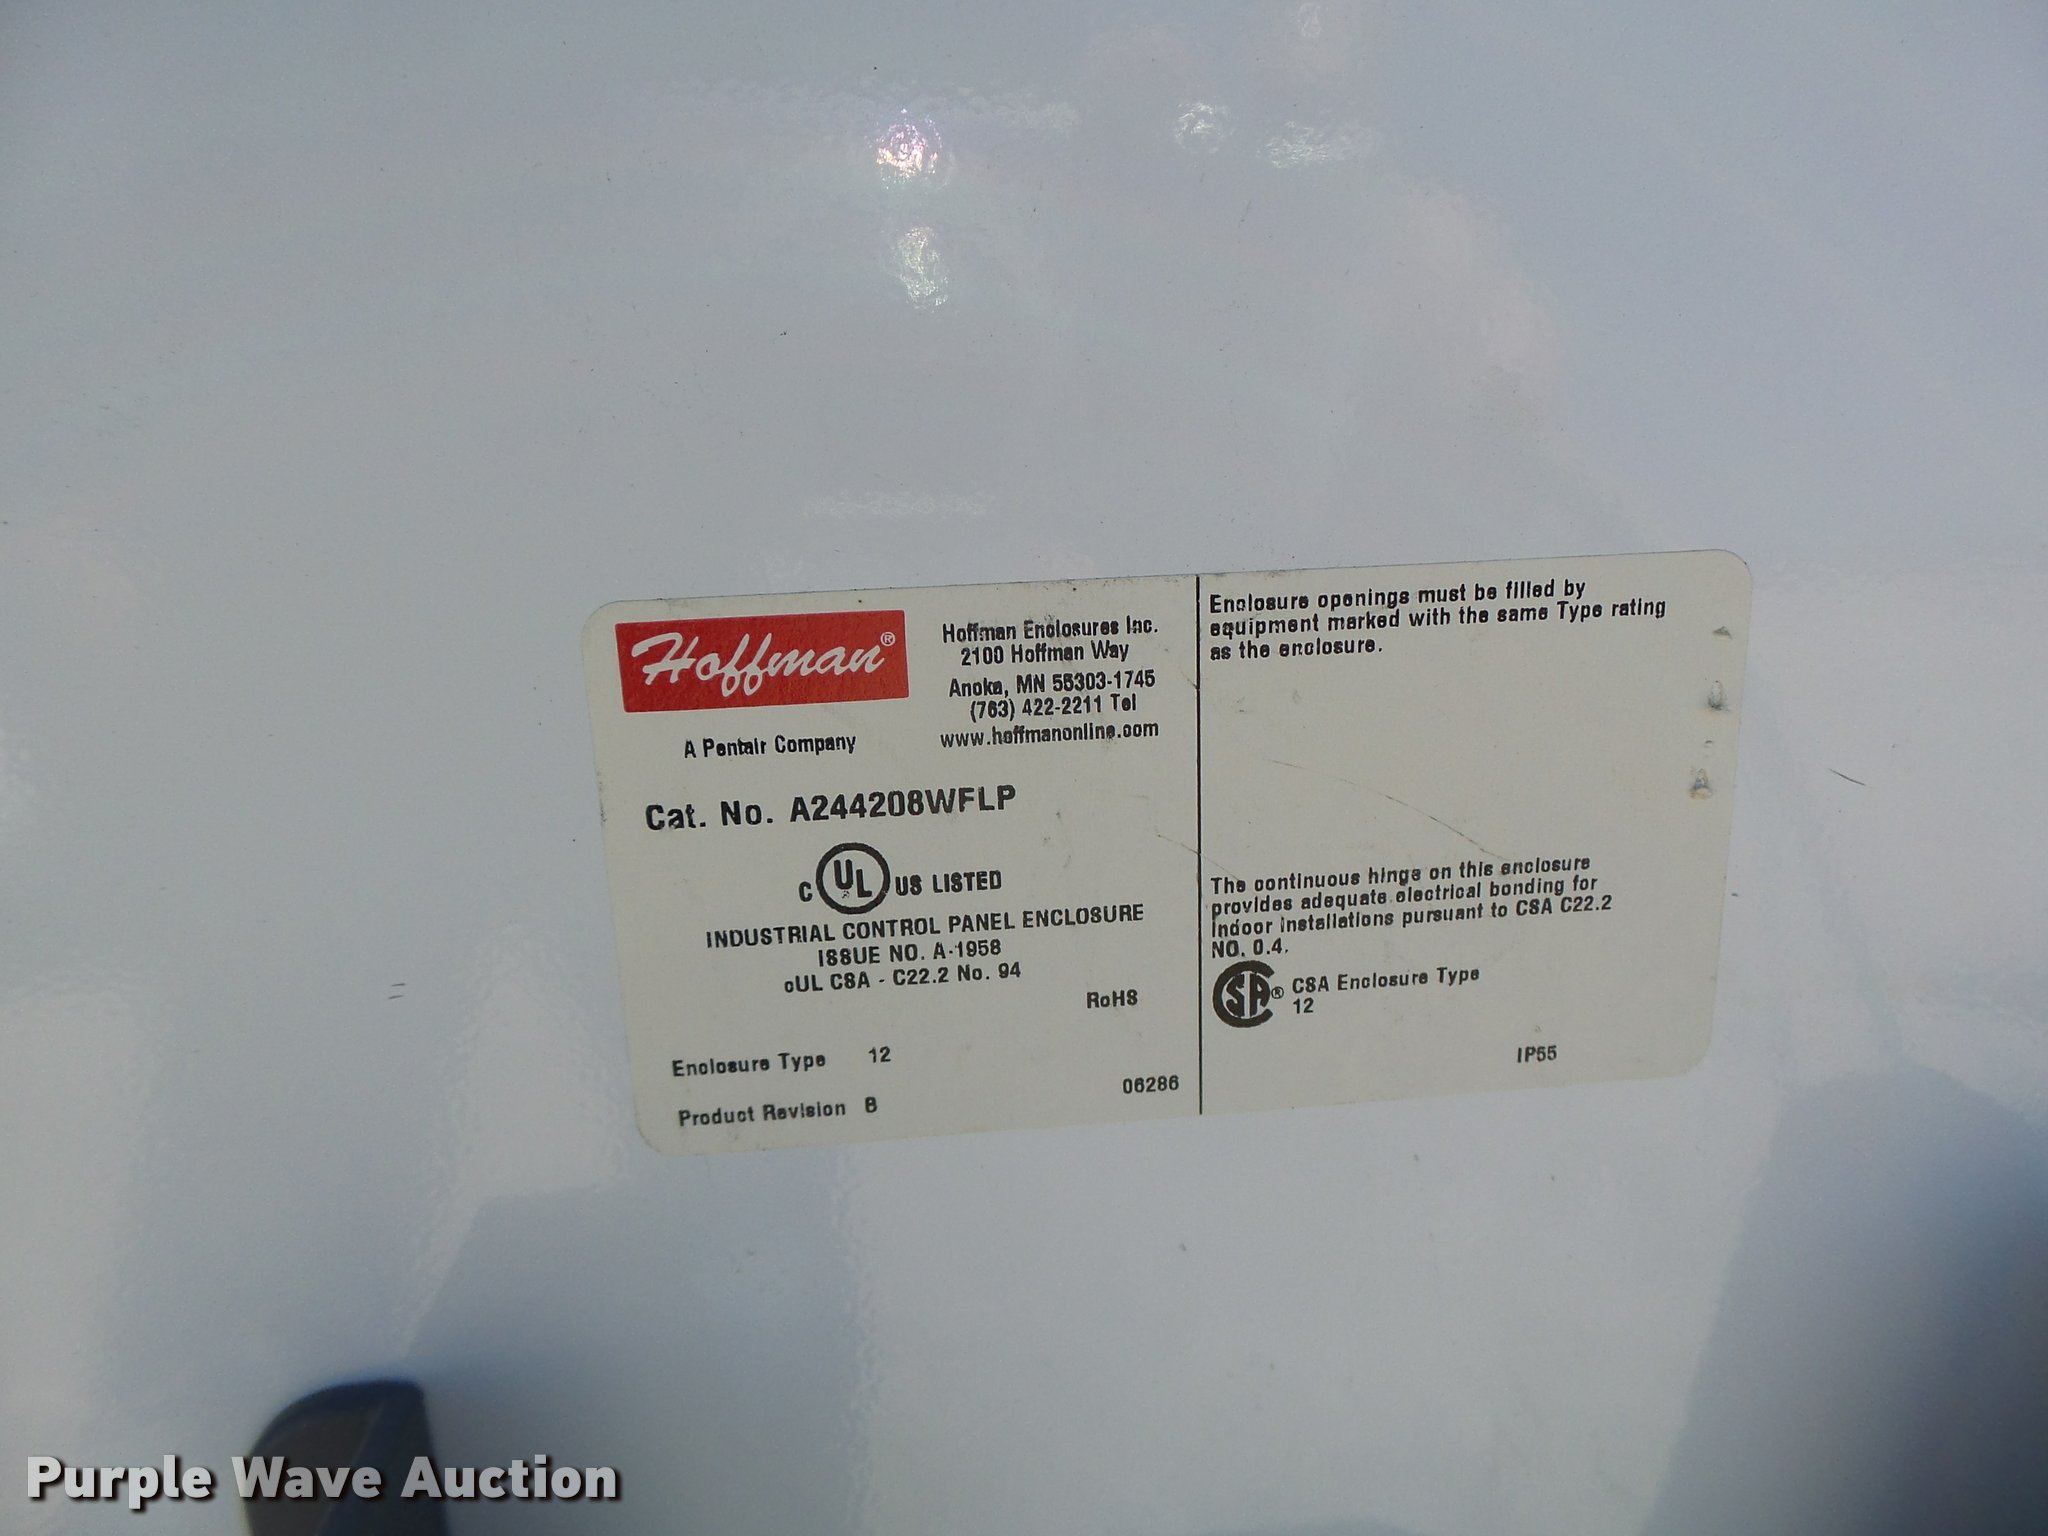 Hoffman®
A Pentair Company
Hoffman Enclosures Inc.
2100 Hoffman Way
Anoka, MN 55303-1745
(763) 422-2211 Tel
www.hoffmanonline.com
Cat. No. A244208WFLP
C UL US LISTED
INDUSTRIAL CONTROL PANEL ENCLOSURE
ISSUE NO. A-1958
cUL CSA - C22.2 No. 94
RoHS
Enclosure Type 12
Product Revision B
06286
Enclosure openings must be filled by
equipment marked with the same Type rating
as the enclosure.
The continuous hinge on this enclosure
provides adequate electrical bonding for
indoor installations pursuant to CSA C22.2
NO. 0.4.
CSA® CSA Enclosure Type
12
IP55
Purple Wave Auction